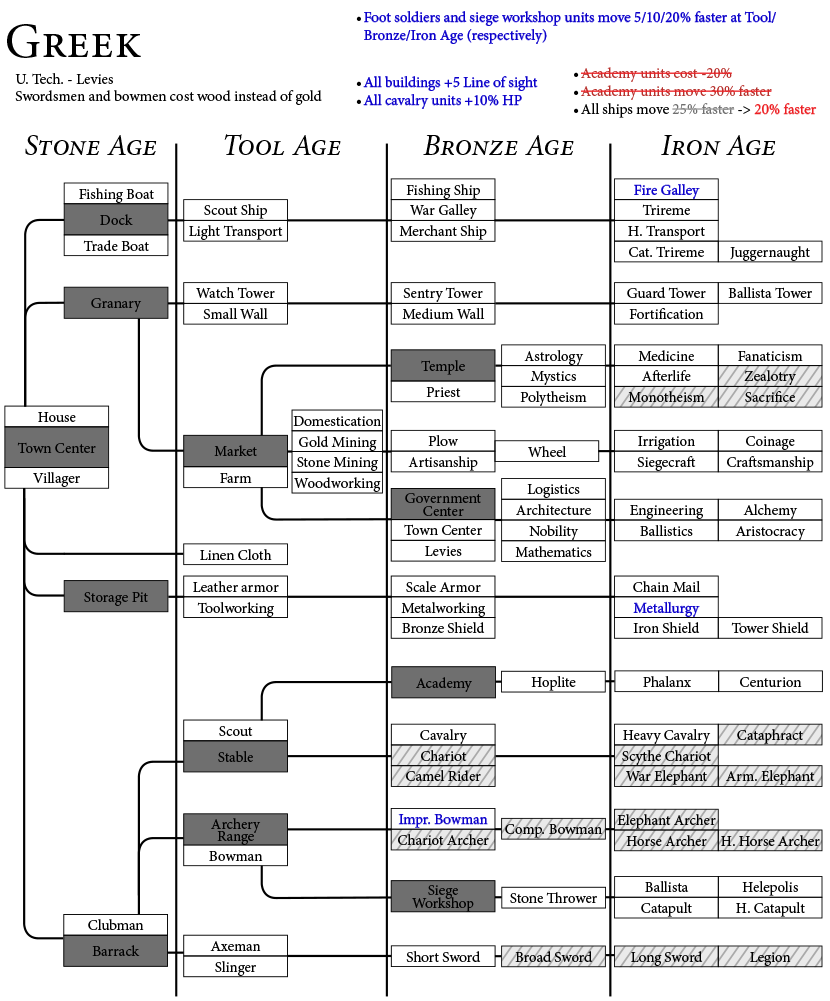 GREEK
U. Tech. - Levies
Swordsmen and bowmen cost wood instead of gold
• Foot soldiers and siege workshop units move 5/10/20% faster at Tool/
Bronze/Iron Age (respectively)
• All buildings +5 Line of sight
• All cavalry units +10% HP
• Academy units cost -20%
• Academy units move 30% faster
• All ships move 25% faster -> 20% faster
STONE AGE
TOOL AGE
BRONZE AGE
IRON AGE
Fishing Boat
Dock
Trade Boat
Scout Ship
Light Transport
Fishing Ship
War Galley
Merchant Ship
Fire Galley
Trireme
H. Transport
Cat. Trireme
Juggernaught
Granary
Watch Tower
Small Wall
Sentry Tower
Medium Wall
Guard Tower
Ballista Tower
Fortification
Temple
Priest
Astrology
Mystics
Polytheism
Medicine
Fanaticism
Afterlife
Zealotry
Monotheism
Sacrifice
House
Town Center
Villager
Market
Farm
Domestication
Gold Mining
Stone Mining
Woodworking
Plow
Artisanship
Wheel
Irrigation
Coinage
Siegecraft
Craftsmanship
Government
Center
Town Center
Levies
Logistics
Architecture
Nobility
Mathematics
Engineering
Alchemy
Ballistics
Aristocracy
Linen Cloth
Storage Pit
Leather armor
Toolworking
Scale Armor
Metalworking
Bronze Shield
Chain Mail
Metallurgy
Iron Shield
Tower Shield
Academy
Hoplite
Phalanx
Centurion
Scout
Stable
Cavalry
Chariot
Camel Rider
Heavy Cavalry
Cataphract
Scythe Chariot
War Elephant
Arm. Elephant
Archery
Range
Bowman
Impr. Bowman
Chariot Archer
Comp. Bowman
Elephant Archer
Horse Archer
H. Horse Archer
Siege
Workshop
Stone Thrower
Ballista
Helepolis
Catapult
H. Catapult
Clubman
Barrack
Axeman
Slinger
Short Sword
Broad Sword
Long Sword
Legion